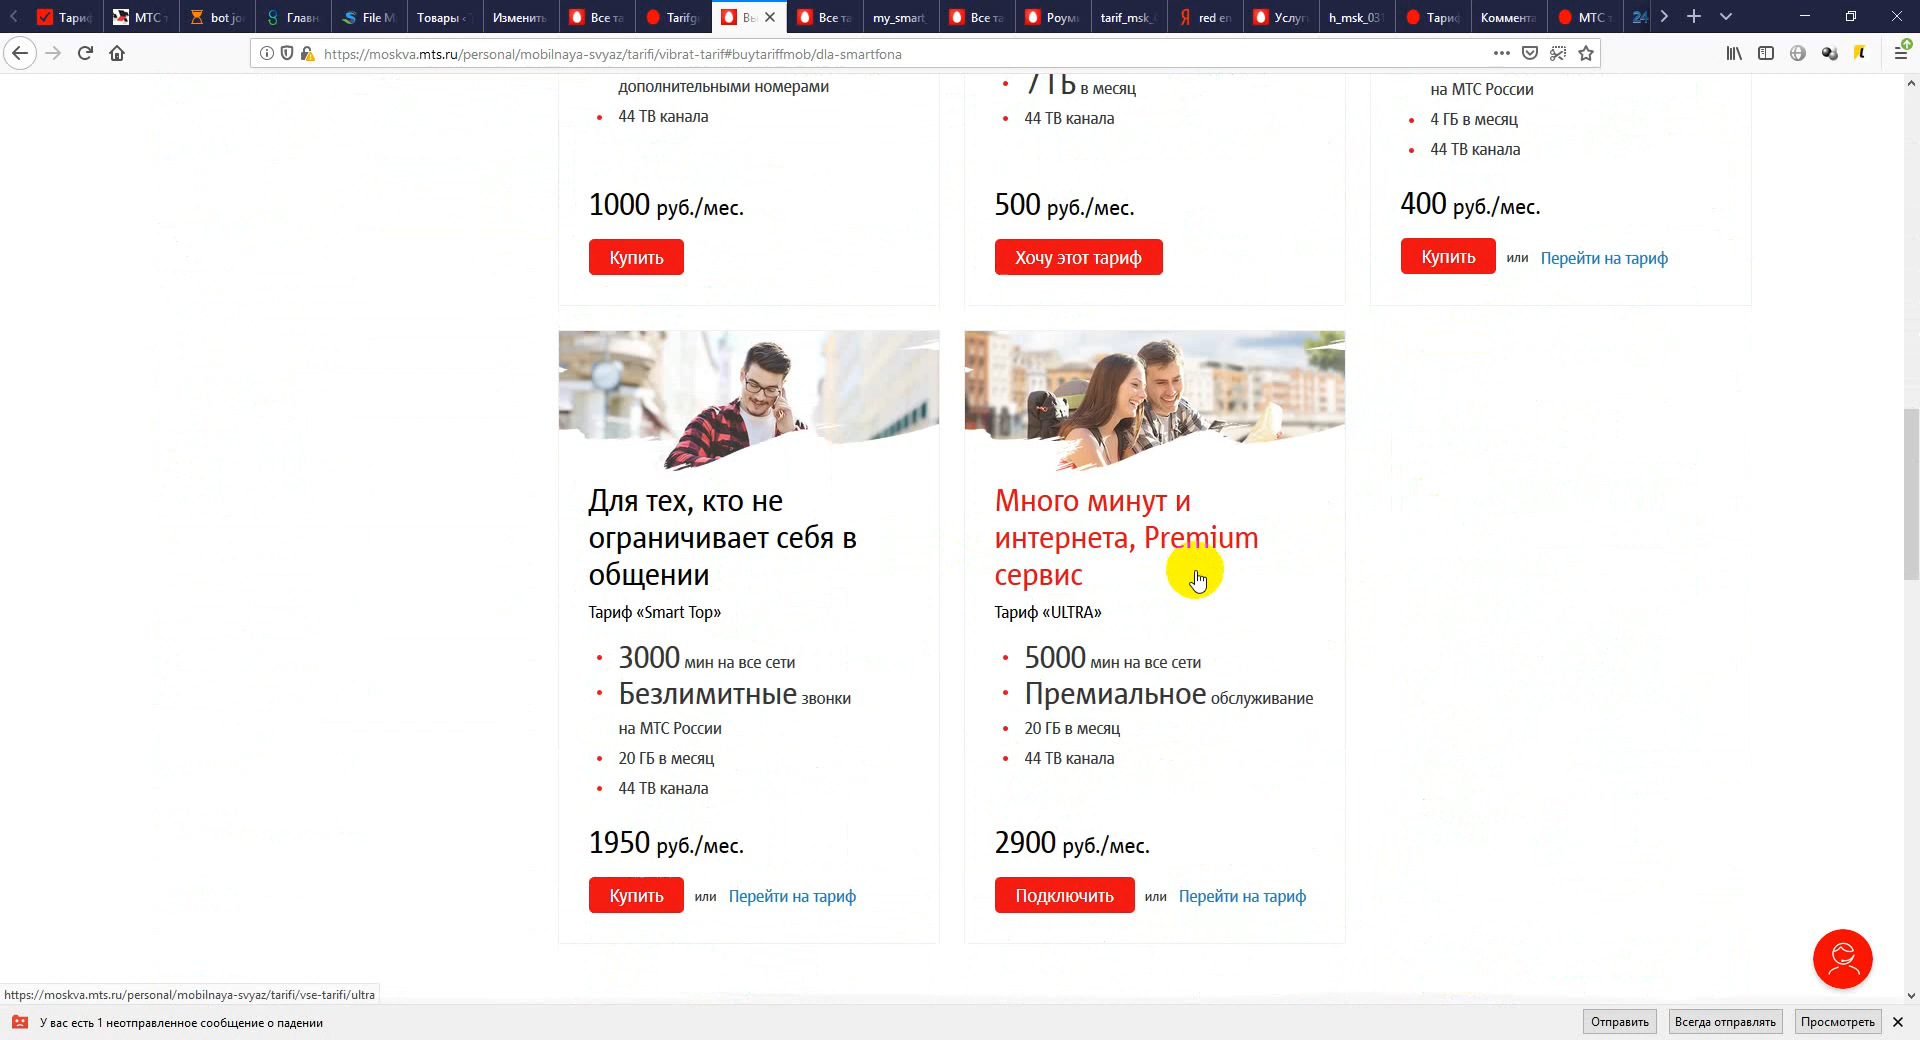 Тариф
МТС т
bot jo
Главн
File M
Товары ‹
Изменить
Все та
Tarifg
Вы
Все та
my_smart_
Все та
Роуми
tarif_msk_
red en
Услуг
h_msk_03
Тариф
Коммента
МТС т
24
https://moskva.mts.ru/personal/mobilnaya-svyaz/tarifi/vibrat-tarif#buytariffmob/dla-smartfona
дополнительными номерами
44 ТВ канала
1000 руб./мес.
Купить
7 ГБ в месяц
44 ТВ канала
500 руб./мес.
Хочу этот тариф
на МТС России
4 ГБ в месяц
44 ТВ канала
400 руб./мес.
Купить или Перейти на тариф
Для тех, кто не
ограничивает себя в
общении
Тариф «Smart Top»
3000 мин на все сети
Безлимитные звонки
на МТС России
20 ГБ в месяц
44 ТВ канала
1950 руб./мес.
Купить или Перейти на тариф
Много минут и
интернета, Premium
сервис
Тариф «ULTRA»
5000 мин на все сети
Премиальное обслуживание
20 ГБ в месяц
44 ТВ канала
2900 руб./мес.
Подключить или Перейти на тариф
https://moskva.mts.ru/personal/mobilnaya-svyaz/tarifi/vse-tarifi/ultra
У вас есть 1 неотправленное сообщение о падении
Отправить
Всегда отправлять
Просмотреть